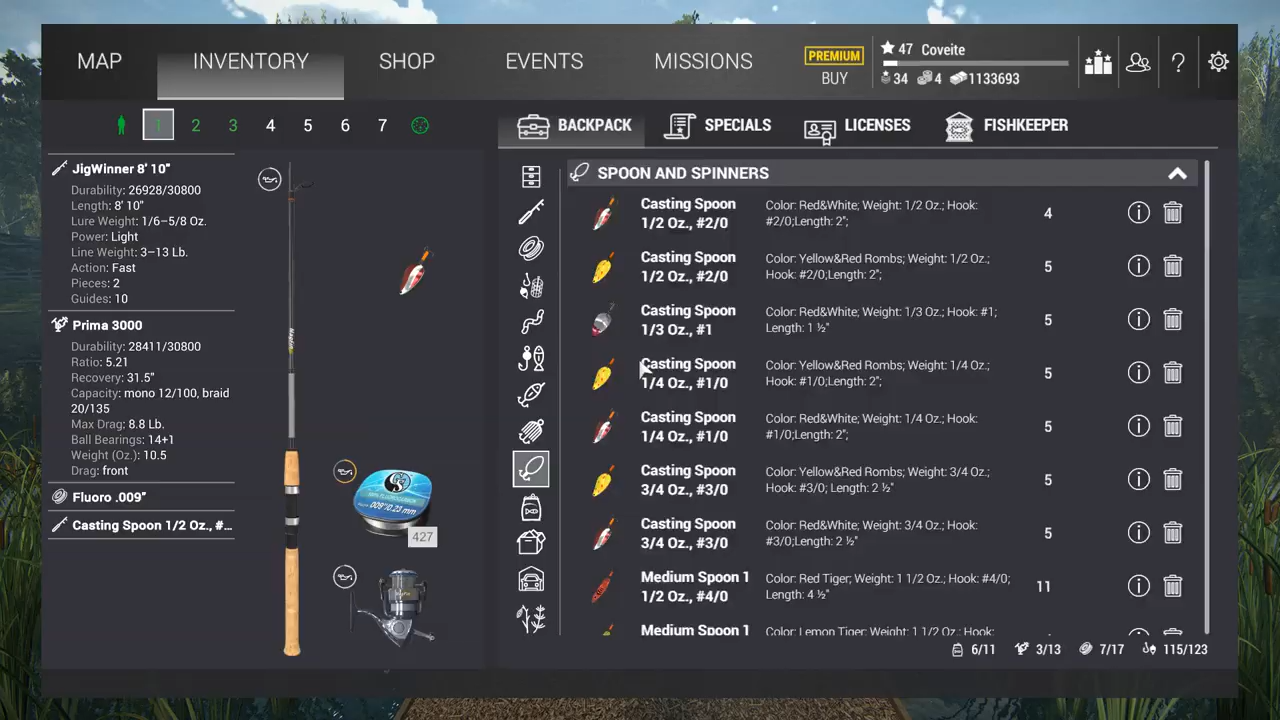 MAP
INVENTORY
SHOP
EVENTS
MISSIONS
PREMIUM
BUY
47 Coveite
34 4 1133693
1 2 3 4 5 6 7
BACKPACK
SPECIALS
LICENSES
FISHKEEPER
JigWinner 8' 10"
Durability: 26928/30800
Length: 8' 10"
Lure Weight: 1/6–5/8 Oz.
Power: Light
Line Weight: 3–13 Lb.
Action: Fast
Pieces: 2
Guides: 10
Prima 3000
Durability: 28411/30800
Ratio: 5.21
Recovery: 31.5"
Capacity: mono 12/100, braid
20/135
Max Drag: 8.8 Lb.
Ball Bearings: 14+1
Weight (Oz.): 10.5
Drag: front
Fluoro .009"
Casting Spoon 1/2 Oz., #...
.009"/0.23 mm
427
SPOON AND SPINNERS
Casting Spoon
1/2 Oz., #2/0
Color: Red&White; Weight: 1/2 Oz.; Hook:
#2/0;Length: 2";
4
Casting Spoon
1/2 Oz., #2/0
Color: Yellow&Red Rombs; Weight: 1/2 Oz.;
Hook: #2/0;Length: 2";
5
Casting Spoon
1/3 Oz., #1
Color: Red&White; Weight: 1/3 Oz.; Hook: #1;
Length: 1 ½"
5
Casting Spoon
1/4 Oz., #1/0
Color: Yellow&Red Rombs; Weight: 1/4 Oz.;
Hook: #1/0;Length: 2";
5
Casting Spoon
1/4 Oz., #1/0
Color: Red&White; Weight: 1/4 Oz.; Hook:
#1/0;Length: 2";
5
Casting Spoon
3/4 Oz., #3/0
Color: Yellow&Red Rombs; Weight: 3/4 Oz.;
Hook: #3/0; Length: 2 ½"
5
Casting Spoon
3/4 Oz., #3/0
Color: Red&White; Weight: 3/4 Oz.; Hook:
#3/0;Length: 2 ½"
5
Medium Spoon 1
1/2 Oz., #4/0
Color: Red Tiger; Weight: 1 1/2 Oz.; Hook: #4/0;
Length: 4 ½"
11
Medium Spoon 1
Color: Lemon Tiger; Weight: 1 1/2 Oz.; Hook:
6/11 3/13 7/17 115/123